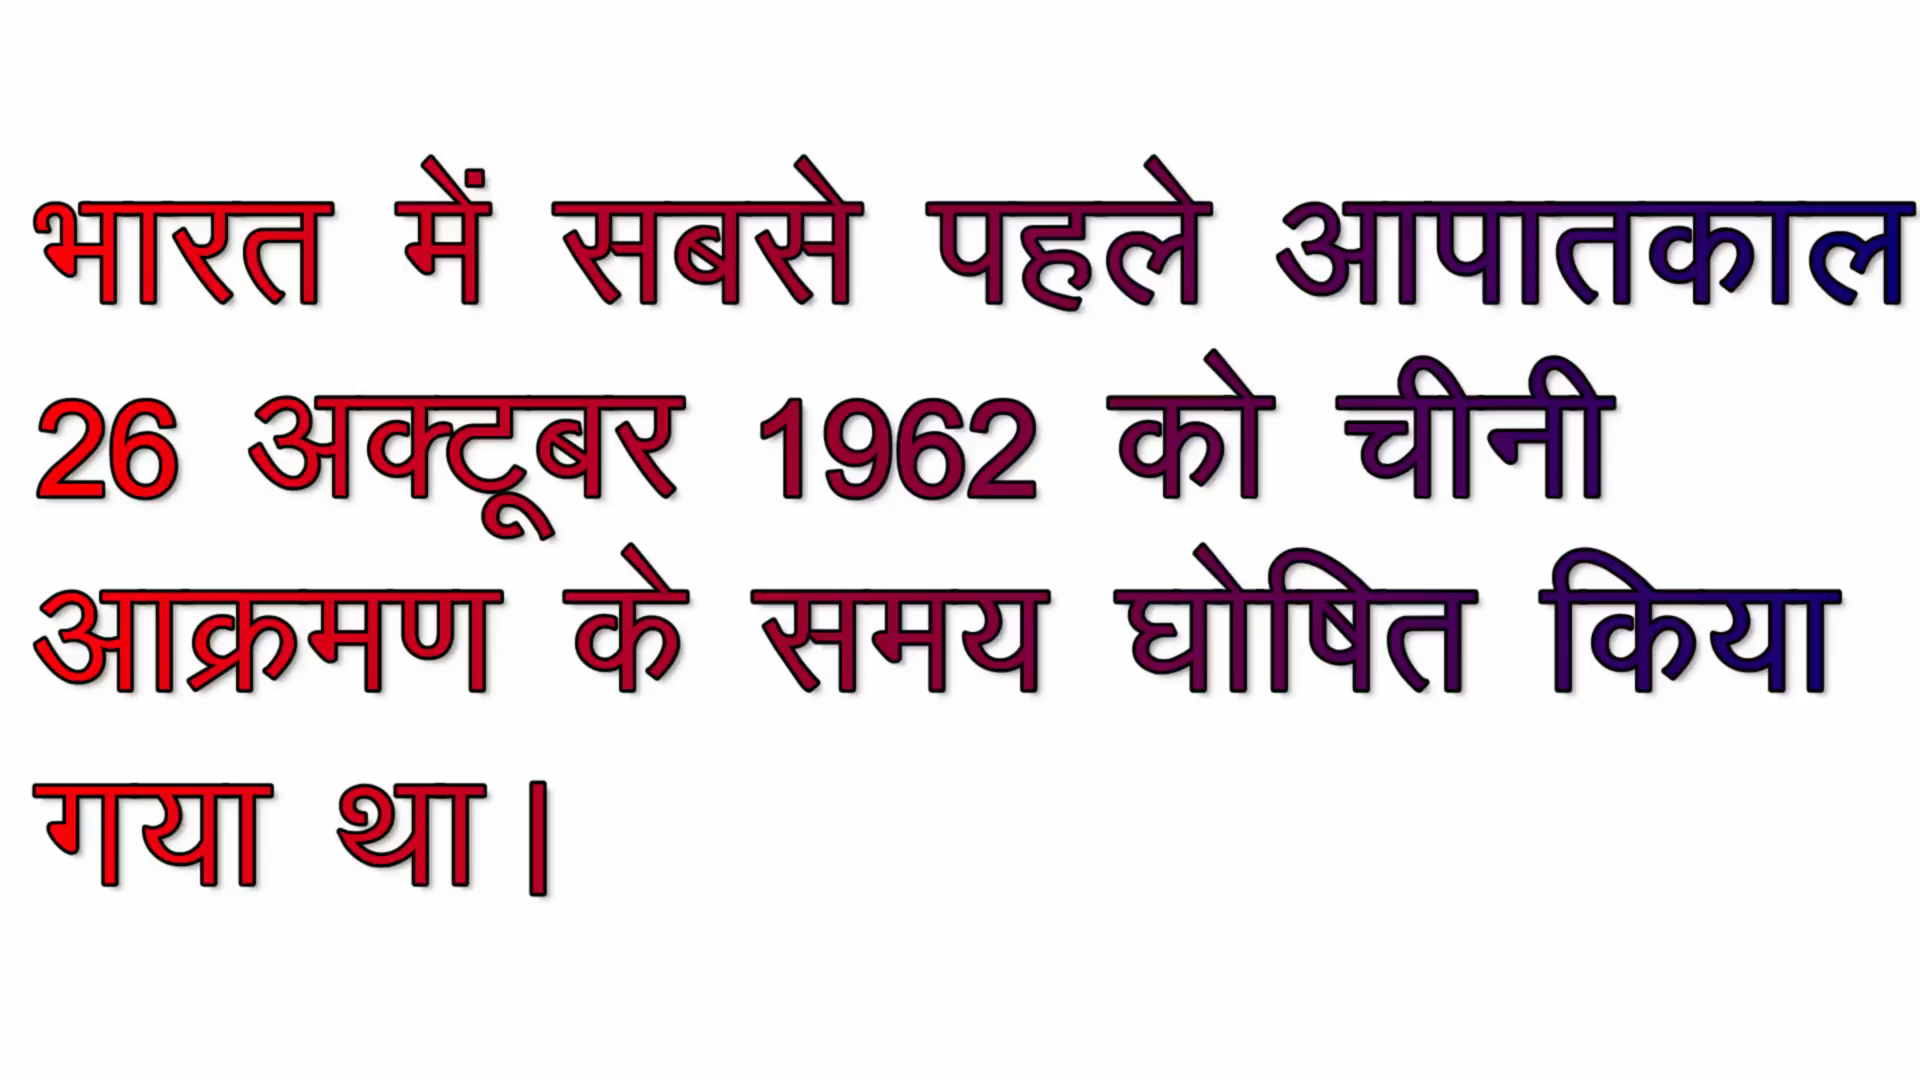 भारत में सबसे पहले आपातकाल
26 अक्टूबर 1962 को चीनी
आक्रमण के समय घोषित किया
गया था।